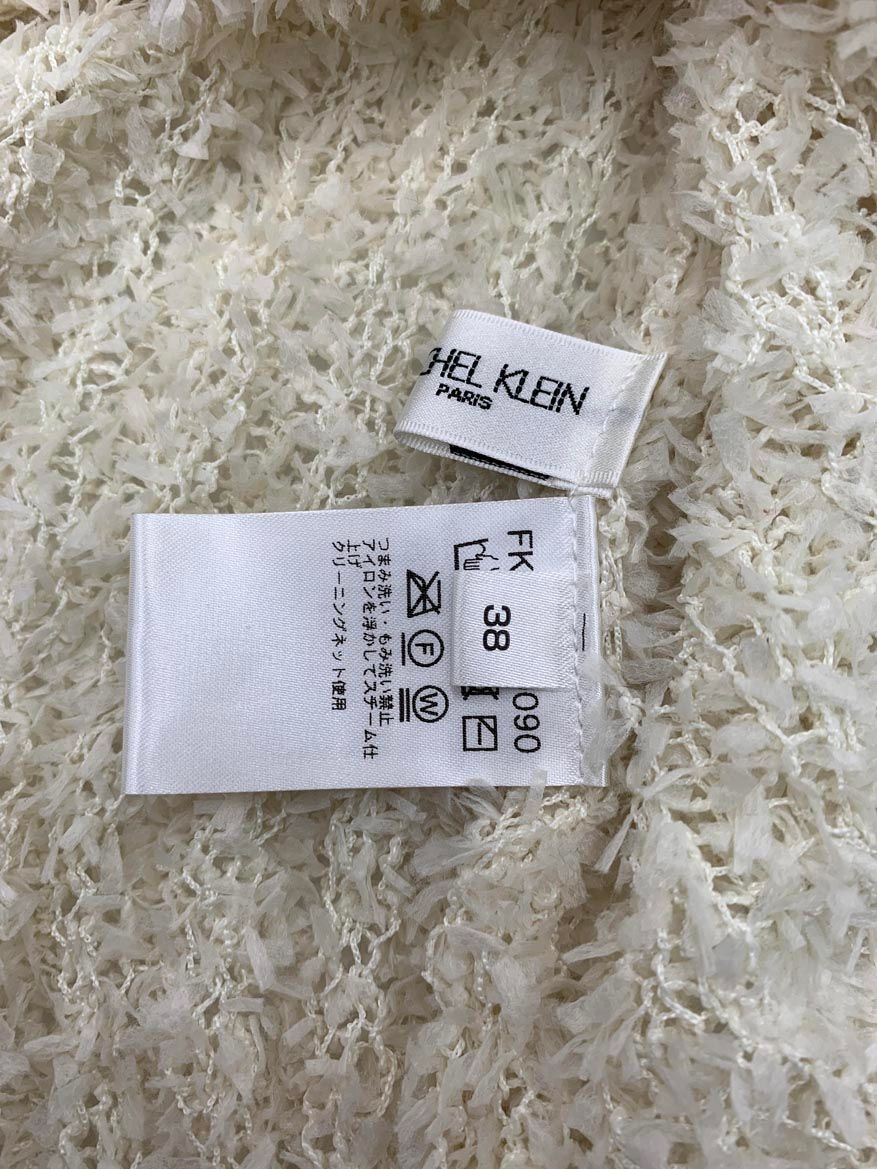 CHEL KLEIN
PARIS
FK
090
38
F
W
つまみ洗い・もみ洗い禁止
アイロンを浮かしてスチーム仕
上げ
クリーニングネット使用